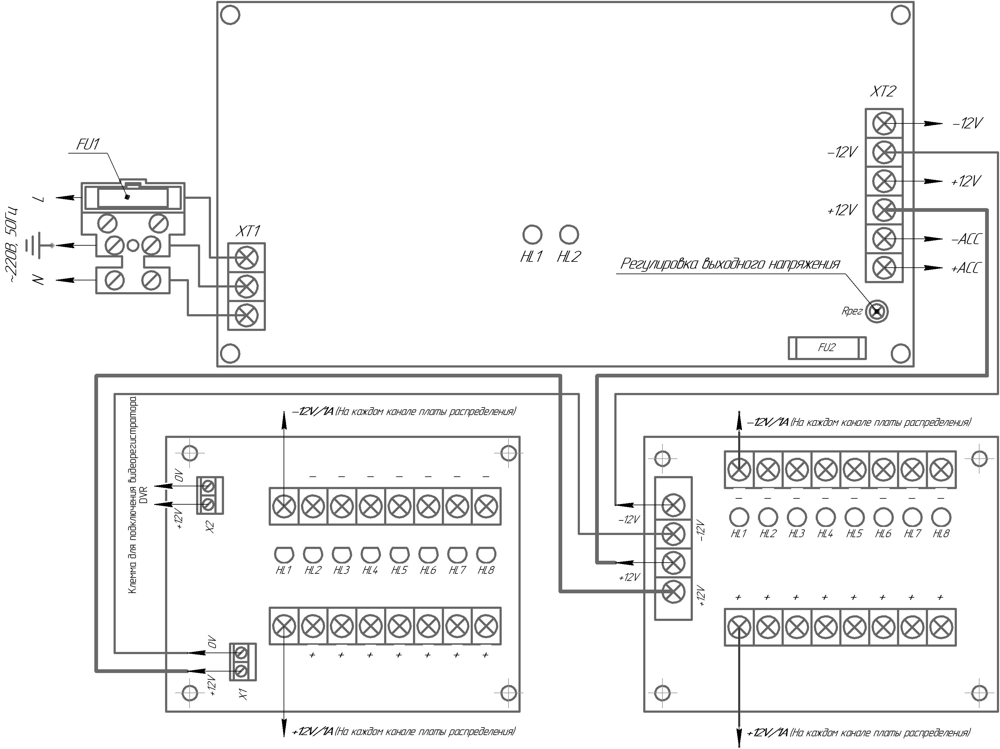 XT2
-12V
-12V
+12V
+12V
-ACC
+ACC
FU1
L
~220В, 50Гц
N
XT1
HL1 HL2
Регулировка выходного напряжения
Rрег
FU2
-12V/1A (На каждом канале платы распределения)
-12V/1A (На каждом канале платы распределения)
Клемма для подключения видеорегистратора
DVR
0V
+12V
X2
- - - - - - -
HL1 HL2 HL3 HL4 HL5 HL6 HL7 HL8
+ + + + + + +
0V
+12V
X1
+12V/1A (На каждом канале платы распределения)
- - - - - - - -
HL1 HL2 HL3 HL4 HL5 HL6 HL7 HL8
-12V
-12V
+12V
+12V
+ + + + + + + +
+12V/1A (На каждом канале платы распределения)